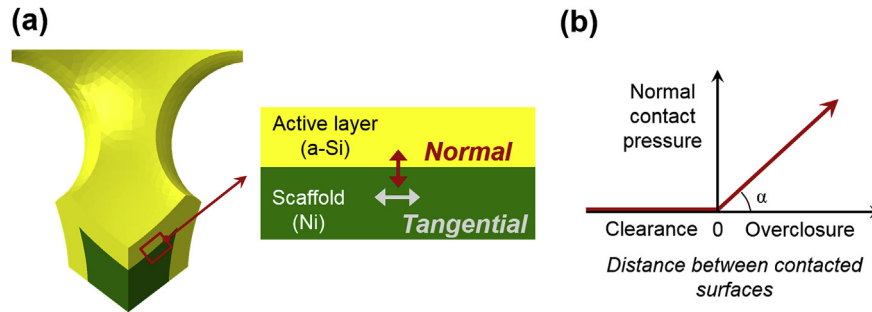 (a)
Active layer
(a-Si)
Normal
Scaffold
(Ni)
Tangential
(b)
Normal
contact
pressure
α
Clearance 0 Overclosure
Distance between contacted
surfaces